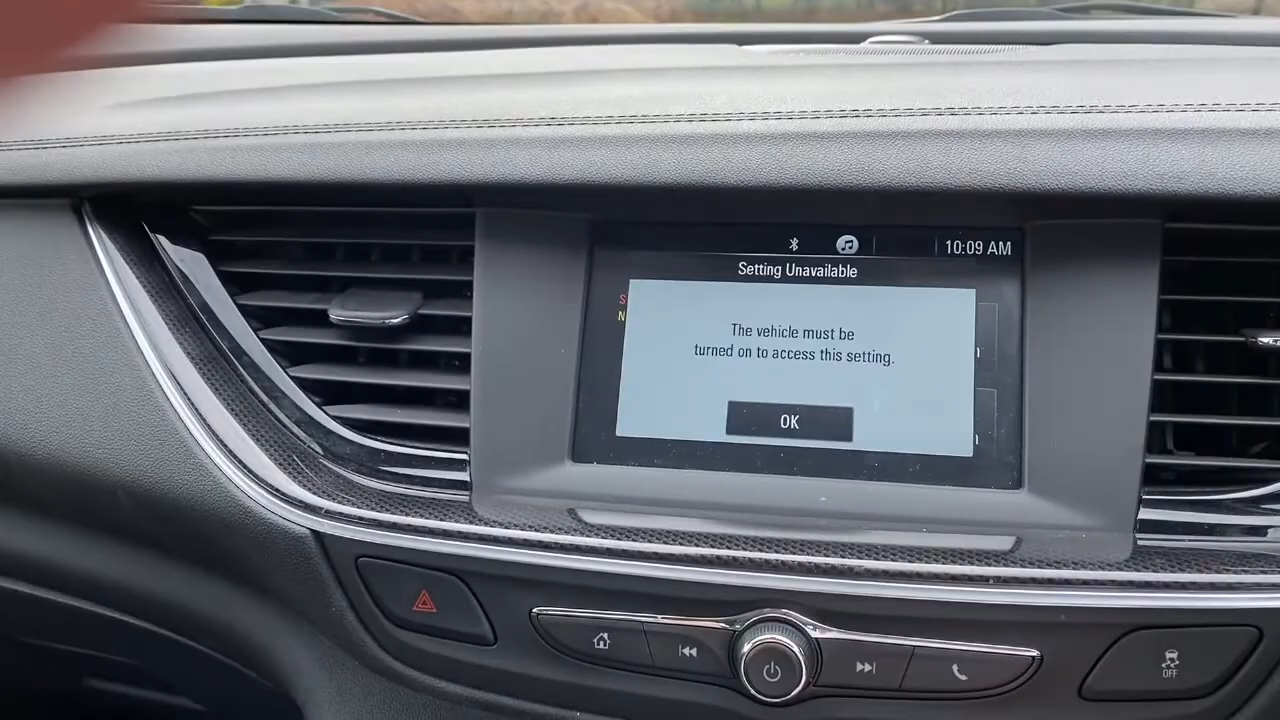 10:09 AM
Setting Unavailable
S
N
The vehicle must be
turned on to access this setting.
OK
OFF